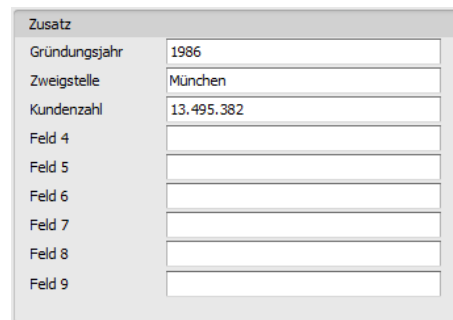 Zusatz
Gründungsjahr 1986
Zweigstelle München
Kundenzahl 13.495.382
Feld 4
Feld 5
Feld 6
Feld 7
Feld 8
Feld 9